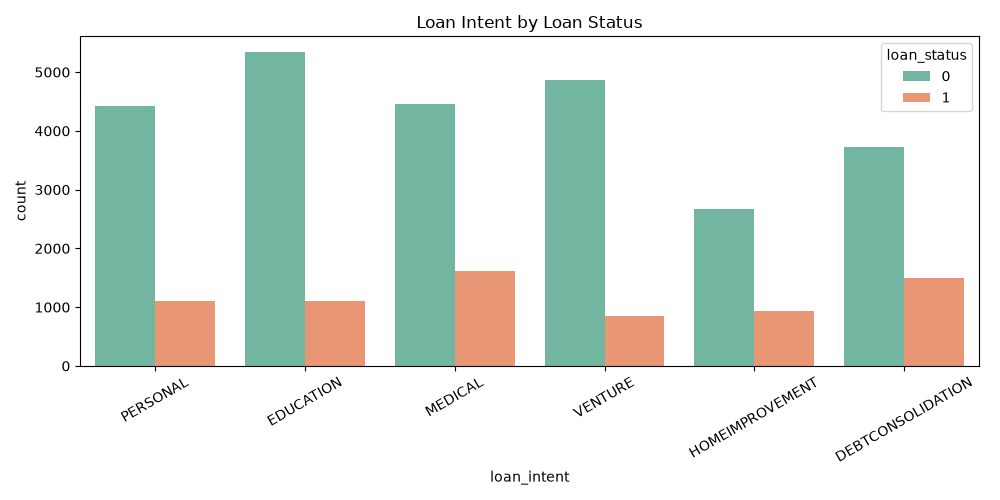 Loan Intent by Loan Status
loan_status
0
1
count
5000
4000
3000
2000
1000
0
PERSONAL
EDUCATION
MEDICAL
VENTURE
HOMEIMPROVEMENT
DEBTCONSOLIDATION
loan_intent